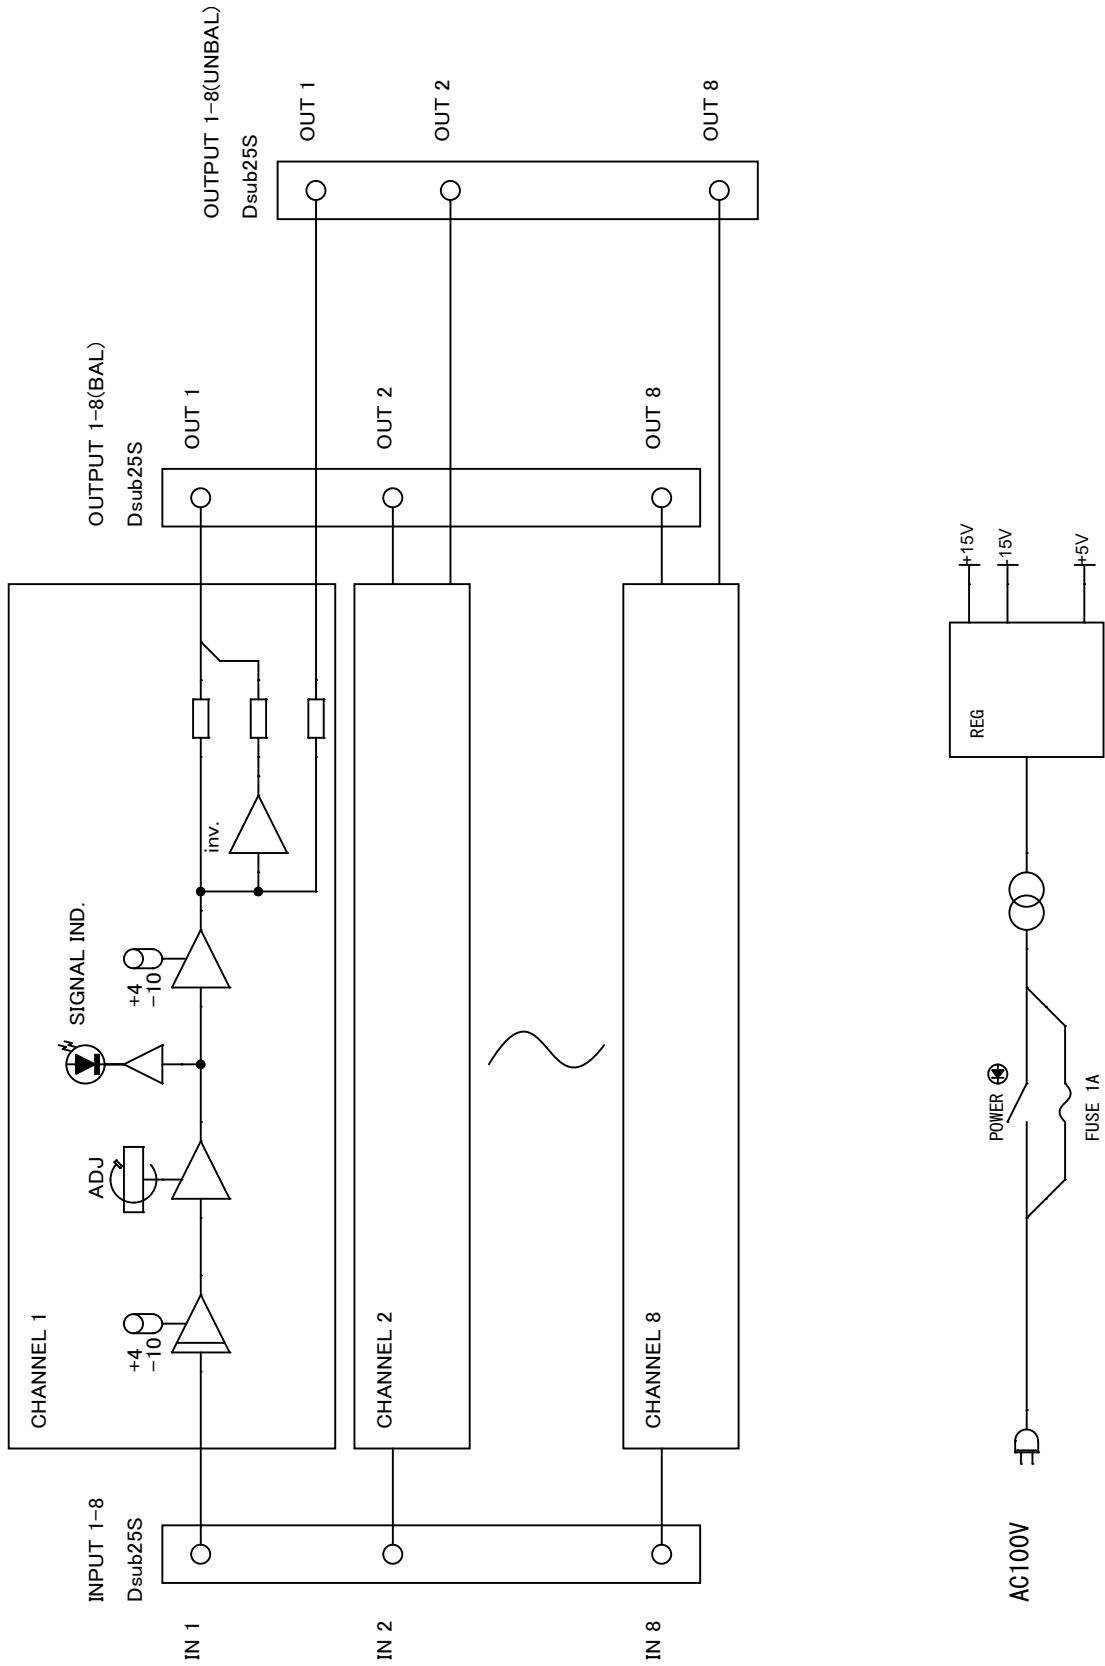 INPUT 1-8
Dsub25S
IN 1
IN 2
IN 8
CHANNEL 1
+4
-10
ADJ
SIGNAL IND.
+4
-10
inv.
CHANNEL 2
CHANNEL 8
OUTPUT 1-8(BAL)
Dsub25S
OUT 1
OUT 2
OUT 8
OUTPUT 1-8(UNBAL)
Dsub25S
OUT 1
OUT 2
OUT 8
AC100V
POWER
FUSE 1A
REG
+15V
-15V
+5V